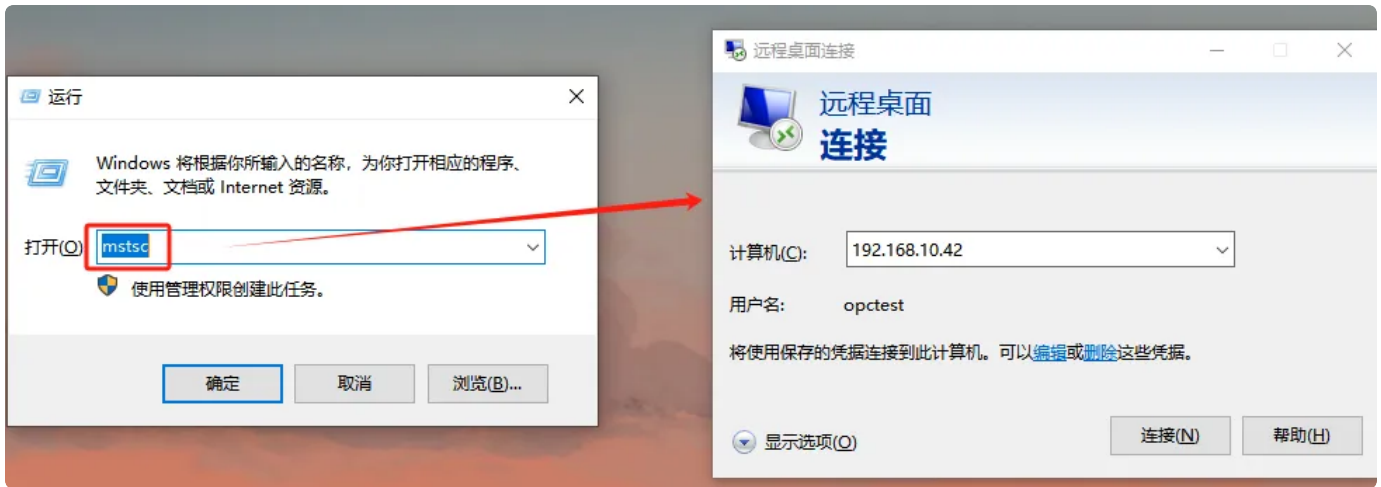 运行
Windows 将根据你所输入的名称，为你打开相应的程序、
文件夹、文档或 Internet 资源。
打开(O)
mstsc
使用管理权限创建此任务。
确定
取消
浏览(B)...
远程桌面连接
远程桌面
连接
计算机(C):
192.168.10.42
用户名:
opctest
将使用保存的凭据连接到此计算机。可以编辑或删除这些凭据。
显示选项(O)
连接(N)
帮助(H)